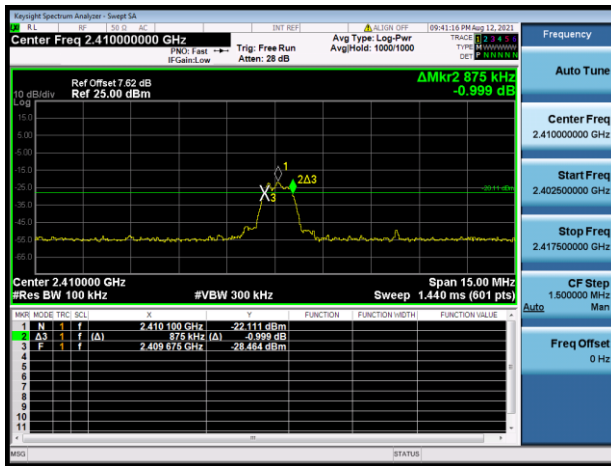 Keysight Spectrum Analyzer - Swept SA
RL RF 50 Ω AC INT REF ALIGN OFF 09:41:16 PM Aug 12, 2021
Center Freq 2.410000000 GHz
PNO: Fast Trig: Free Run Avg Type: Log-Pwr TRACE 1 2 3 4 5 6
IFGain:Low Atten: 28 dB Avg|Hold: 1000/1000 TYPE M W W W W W
DET P N N N N N
Ref Offset 7.62 dB ΔMkr2 875 kHz
10 dB/div Ref 25.00 dBm -0.999 dB
Log
15.0
5.00
-5.00
-15.0
-25.0
-35.0
-45.0
-55.0
-65.0
1
2Δ3
3
-20.11 dBm
Center 2.410000 GHz Span 15.00 MHz
#Res BW 100 kHz #VBW 300 kHz Sweep 1.440 ms (601 pts)
MKR MODE TRC SCL X Y FUNCTION FUNCTION WIDTH FUNCTION VALUE
1 N 1 f 2.410 100 GHz -22.111 dBm
2 Δ3 1 f (Δ) 875 kHz (Δ) -0.999 dB
3 F 1 f 2.409 675 GHz -28.464 dBm
4
5
6
7
8
9
10
11
MSG STATUS
Frequency
Auto Tune
Center Freq
2.410000000 GHz
Start Freq
2.402500000 GHz
Stop Freq
2.417500000 GHz
CF Step
1.500000 MHz
Auto Man
Freq Offset
0 Hz